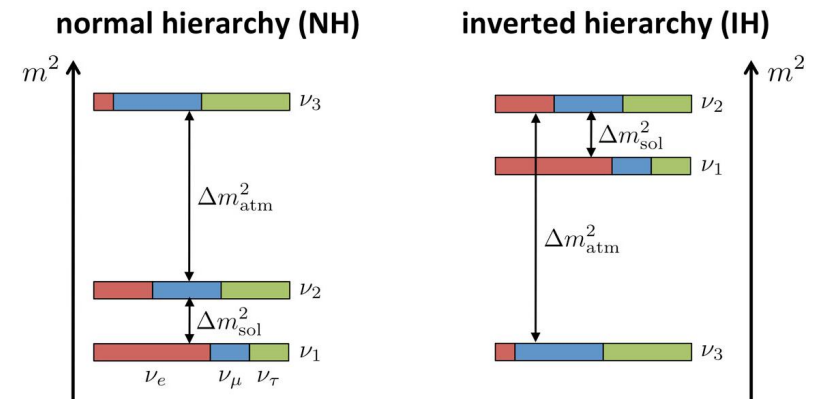 normal hierarchy (NH)
m²
ν₃
Δm²atm
ν₂
Δm²sol
ν₁
νe νμ ντ
inverted hierarchy (IH)
m²
ν₂
Δm²sol
ν₁
Δm²atm
ν₃